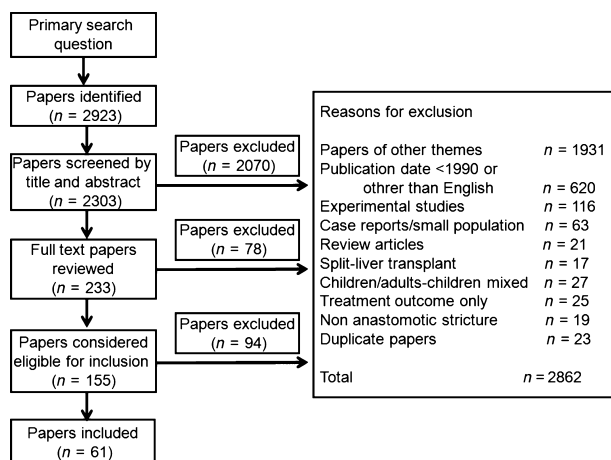 Primary search
question
Papers identified
(n = 2923)
Papers screened by
title and abstract
(n = 2303)
Papers excluded
(n = 2070)
Full text papers
reviewed
(n = 233)
Papers excluded
(n = 78)
Papers considered
eligible for inclusion
(n = 155)
Papers excluded
(n = 94)
Papers included
(n = 61)
Reasons for exclusion
Papers of other themes n = 1931
Publication date <1990 or
othrer than English n = 620
Experimental studies n = 116
Case reports/small population n = 63
Review articles n = 21
Split-liver transplant n = 17
Children/adults-children mixed n = 27
Treatment outcome only n = 25
Non anastomotic stricture n = 19
Duplicate papers n = 23
Total n = 2862